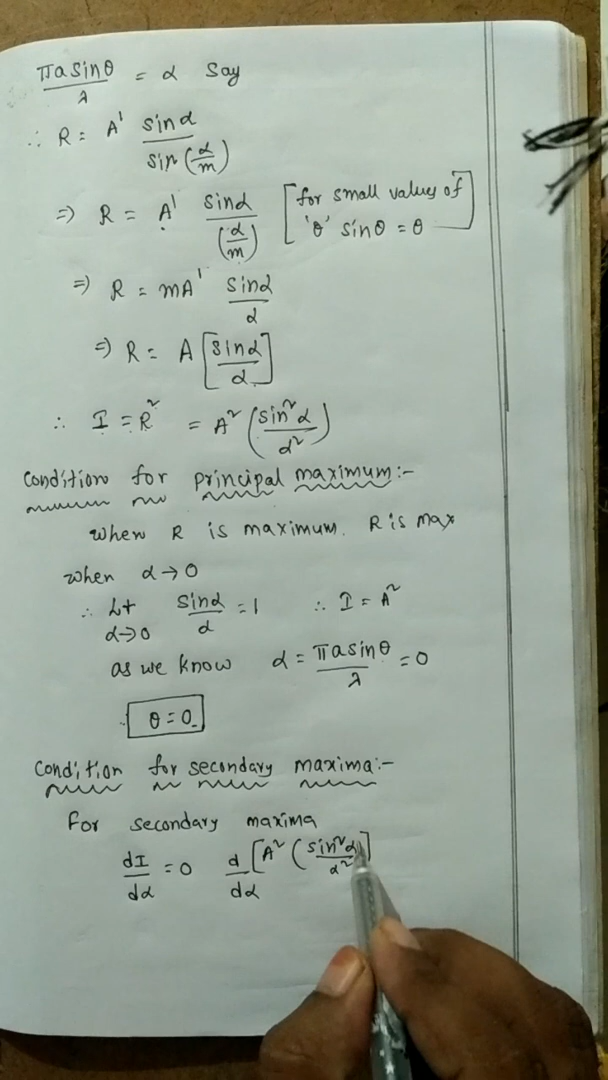 πa sinθ/λ = α say
∴ R = A' sinα/sin(α/m)
⇒ R = A' sinα/(α/m) [for small values of 'θ' sinθ = θ]
⇒ R = mA' sinα/α
⇒ R = A [sinα/α]
∴ I = R² = A² (sin²α/α²)
Condition for principal maximum:-
when R is maximum. R is max
when α → 0
∴ Lt α→0 sinα/α = 1 ∴ I = A²
as we know α = πa sinθ/λ = 0
θ = 0
Condition for secondary maxima:-
For secondary maxima
dI/dα = 0 d/dα [A² (sin²α/α²]